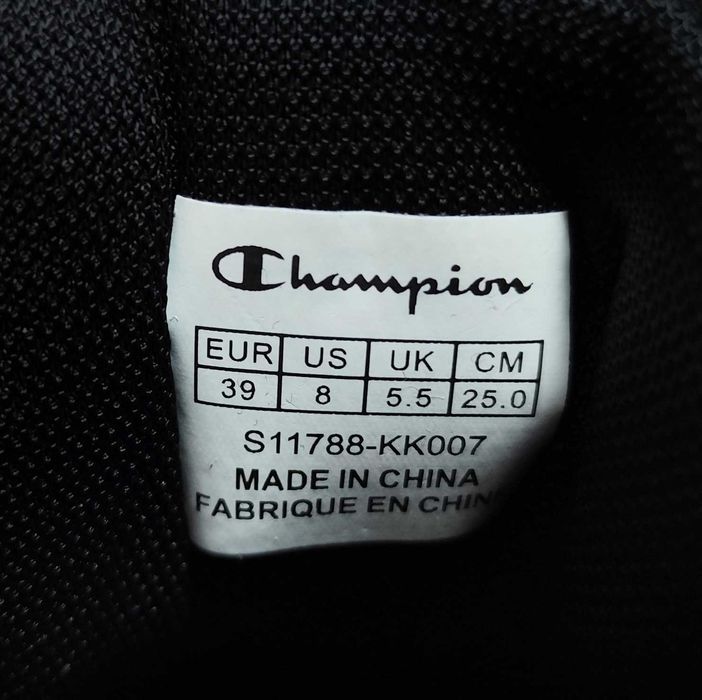 Champion
EUR US UK CM
39 8 5.5 25.0
S11788-KK007
MADE IN CHINA
FABRIQUE EN CHIN